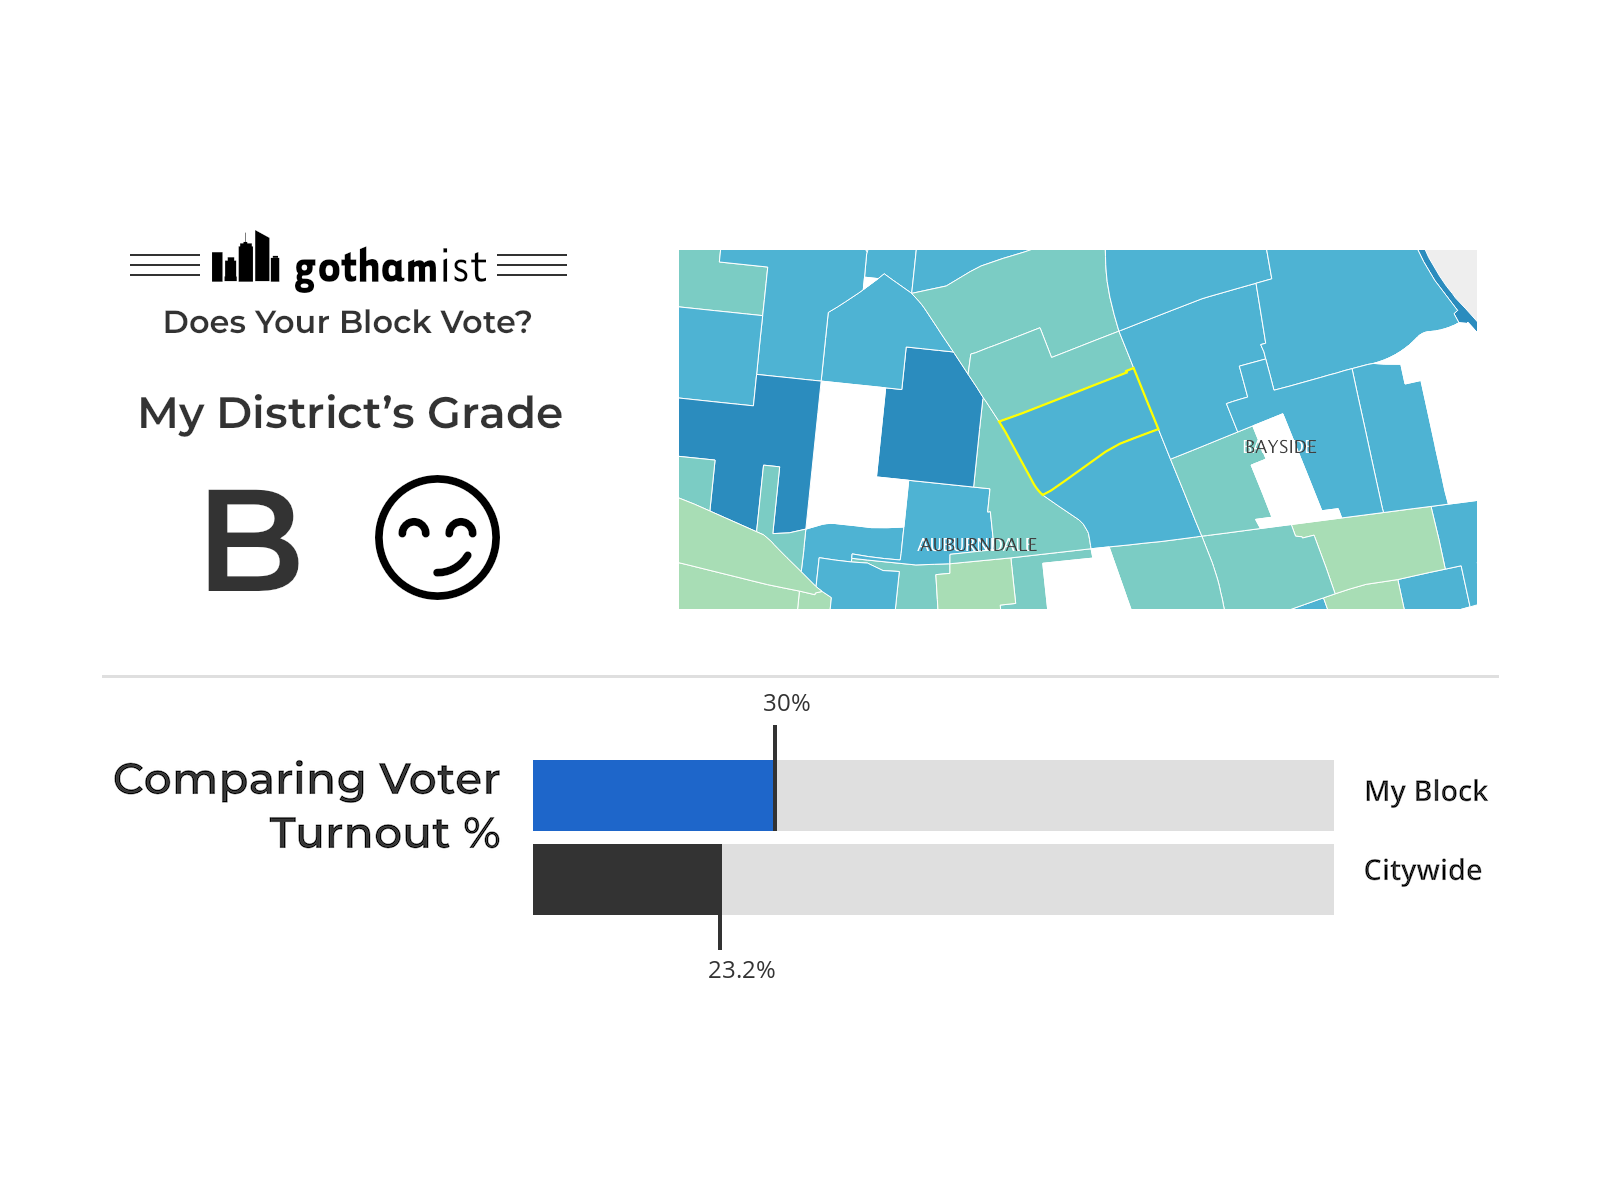 gothamist
Does Your Block Vote?
My District’s Grade
B
BAYSIDE
AUBURNDALE
30%
Comparing Voter
Turnout %
My Block
Citywide
23.2%